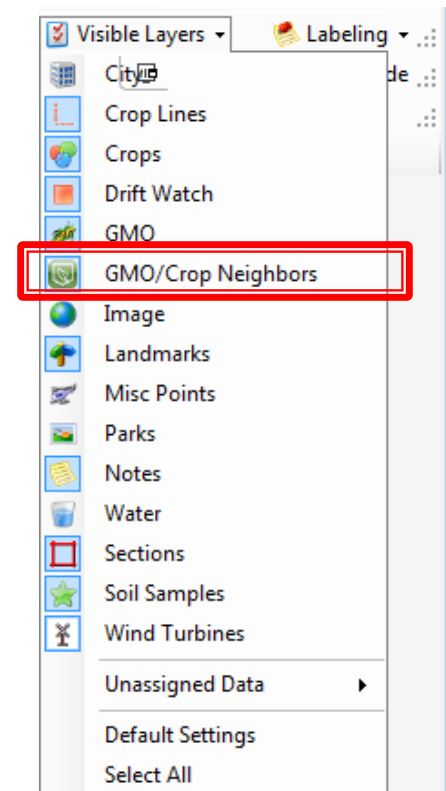 Visible Layers Labeling
City de
Crop Lines
Crops
Drift Watch
GMO
GMO/Crop Neighbors
Image
Landmarks
Misc Points
Parks
Notes
Water
Sections
Soil Samples
Wind Turbines
Unassigned Data
Default Settings
Select All